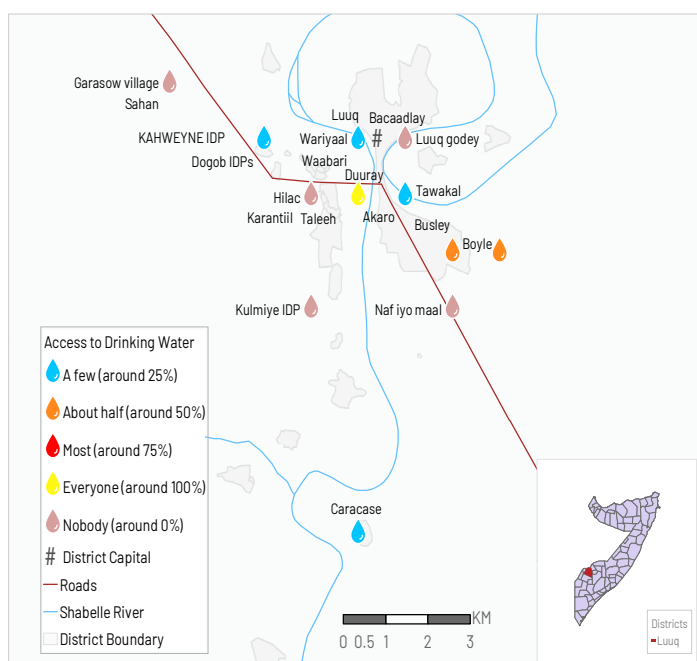 Garasow village
Sahan
Luuq
Bacaadlay
KAHWEYNE IDP
Wariyaal
#
Luuq godey
Dogob IDPs
Waabari
Duuray
Hilac
Tawakal
Karantiil
Taleeh
Akaro
Busley
Boyle
Kulmiye IDP
Naf iyo maal
Access to Drinking Water
A few (around 25%)
About half (around 50%)
Most (around 75%)
Everyone (around 100%)
Nobody (around 0%)
# District Capital
Roads
Shabelle River
District Boundary
Caracase
KM
0 0.5 1 2 3
Districts
Luuq